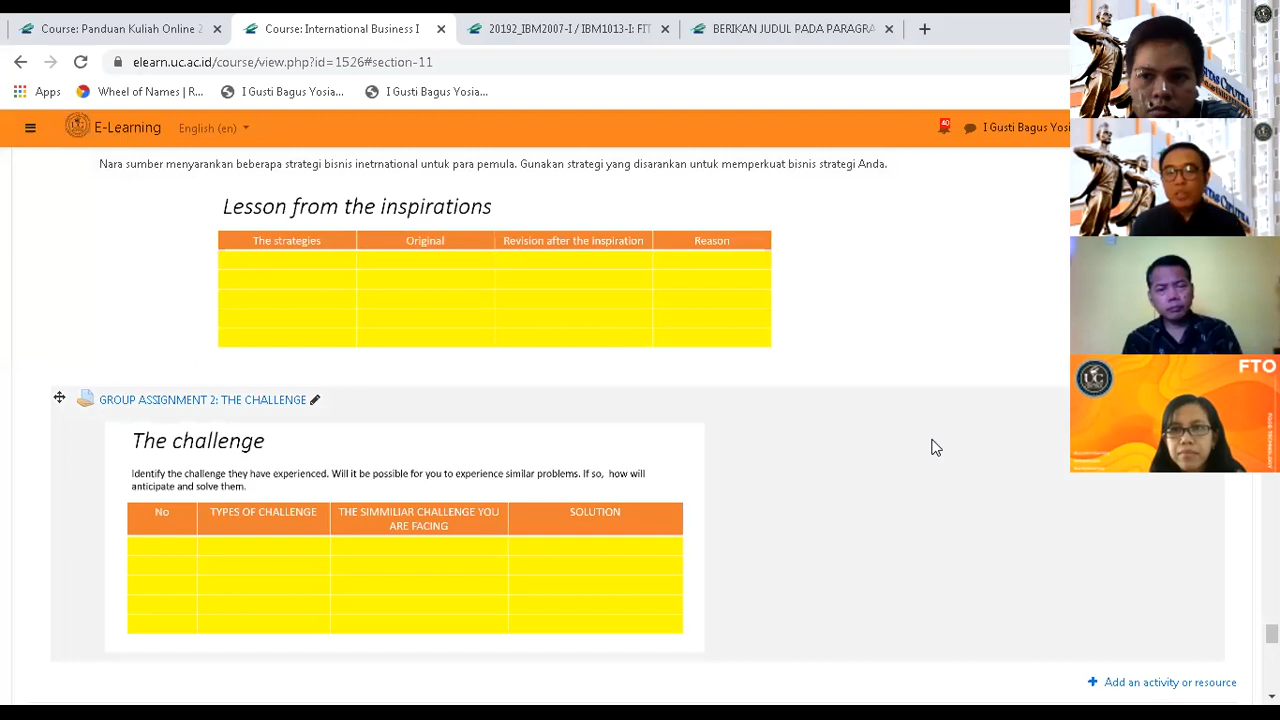 Course: Panduan Kuliah Online 2
Course: International Business I
BERIKAN JUDUL PADA PARAGRA
elearn.uc.ac.id/course/view.php?id=1526#section-11
Apps
Wheel of Names | R...
I Gusti Bagus Yosia...
I Gusti Bagus Yosia...
E-Learning
English (en)
40
I Gusti Bagus Yosia
Nara sumber menyarankan beberapa strategi bisnis inetrnational untuk para pemula. Gunakan strategi yang disarankan untuk memperkuat bisnis strategi Anda.
Lesson from the inspirations
The strategies
Original
Revision after the Inspiration
Reason
GROUP ASSIGNMENT 2: THE CHALLENGE
The challenge
Identify the challenge they have experienced. Will it be possible for you to experience similar problems. If so, how will
anticipate and solve them.
No
TYPES OF CHALLENGE
THE SIMMILIAR CHALLENGE YOU
ARE FACING
SOLUTION
Add an activity or resource
UC
FTO
FOOD TECHNOLOGY